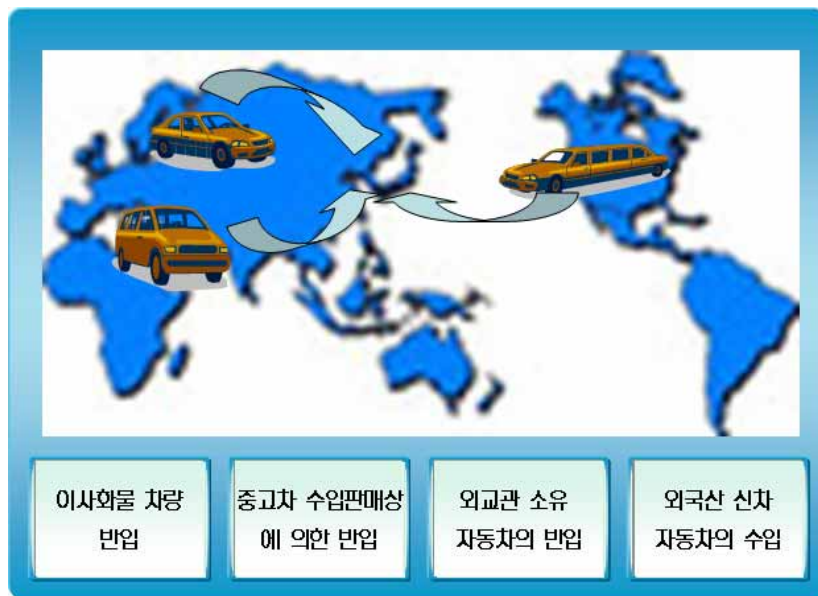 이사화물 차량
반입
중고차 수입판매상
에 의한 반입
외교관 소유
자동차의 반입
외국산 신차
자동차의 수입